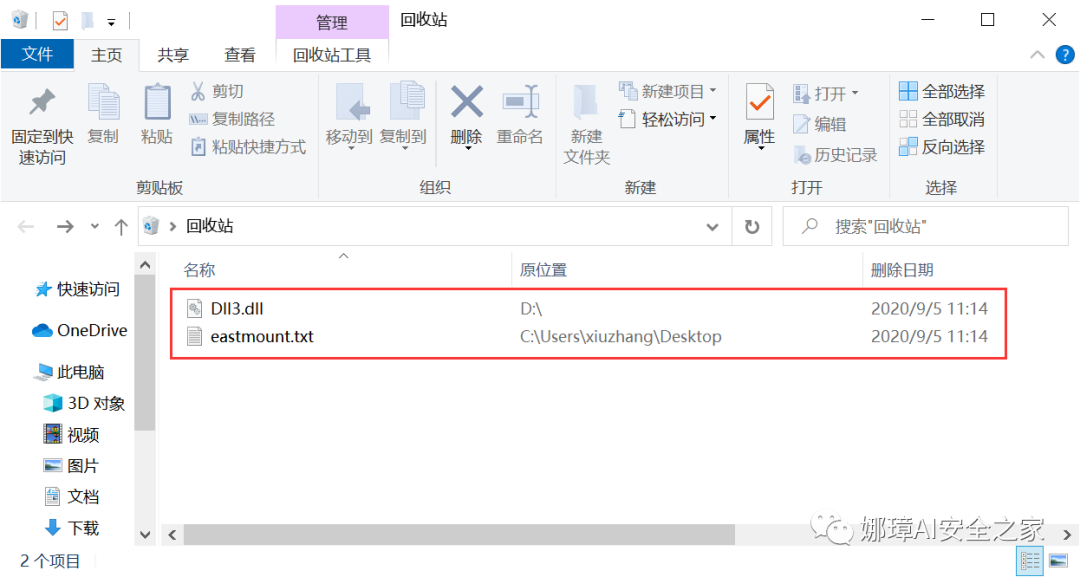 管理
回收站
文件
主页
共享
查看
回收站工具
固定到快
速访问
复制
粘贴
剪切
复制路径
粘贴快捷方式
剪贴板
移动到
复制到
删除
重命名
组织
新建
文件夹
新建项目
轻松访问
新建
属性
打开
编辑
历史记录
打开
全部选择
全部取消
反向选择
选择
回收站
搜索"回收站"
名称
原位置
删除日期
Dll3.dll
D:\
2020/9/5 11:14
eastmount.txt
C:\Users\xiuzhang\Desktop
2020/9/5 11:14
快速访问
OneDrive
此电脑
3D 对象
视频
图片
文档
下载
2 个项目
娜璋AI安全之家